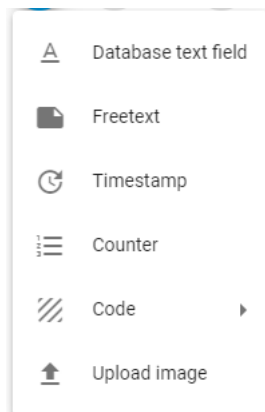 Database text field
Freetext
Timestamp
Counter
Code
Upload image